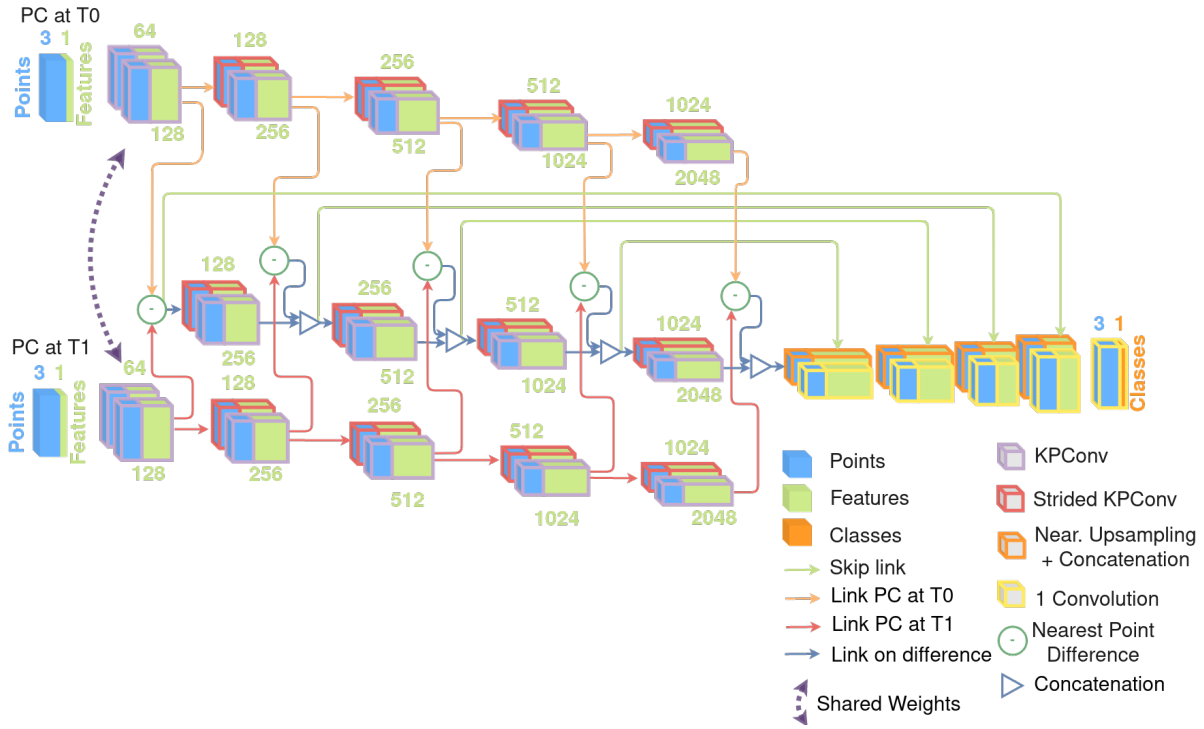 PC at T0
3 1
Points
Features
64
128
128
256
256
512
512
1024
1024
2048
-
-
-
-
-
128
256
256
512
512
1024
1024
2048
PC at T1
3 1
Points
Features
64
128
128
256
256
512
512
1024
1024
2048
3 1
Classes
Points
Features
Classes
Skip link
Link PC at T0
Link PC at T1
Link on difference
Shared Weights
KPConv
Strided KPConv
Near. Upsampling
+ Concatenation
1 Convolution
-
Nearest Point
Difference
Concatenation